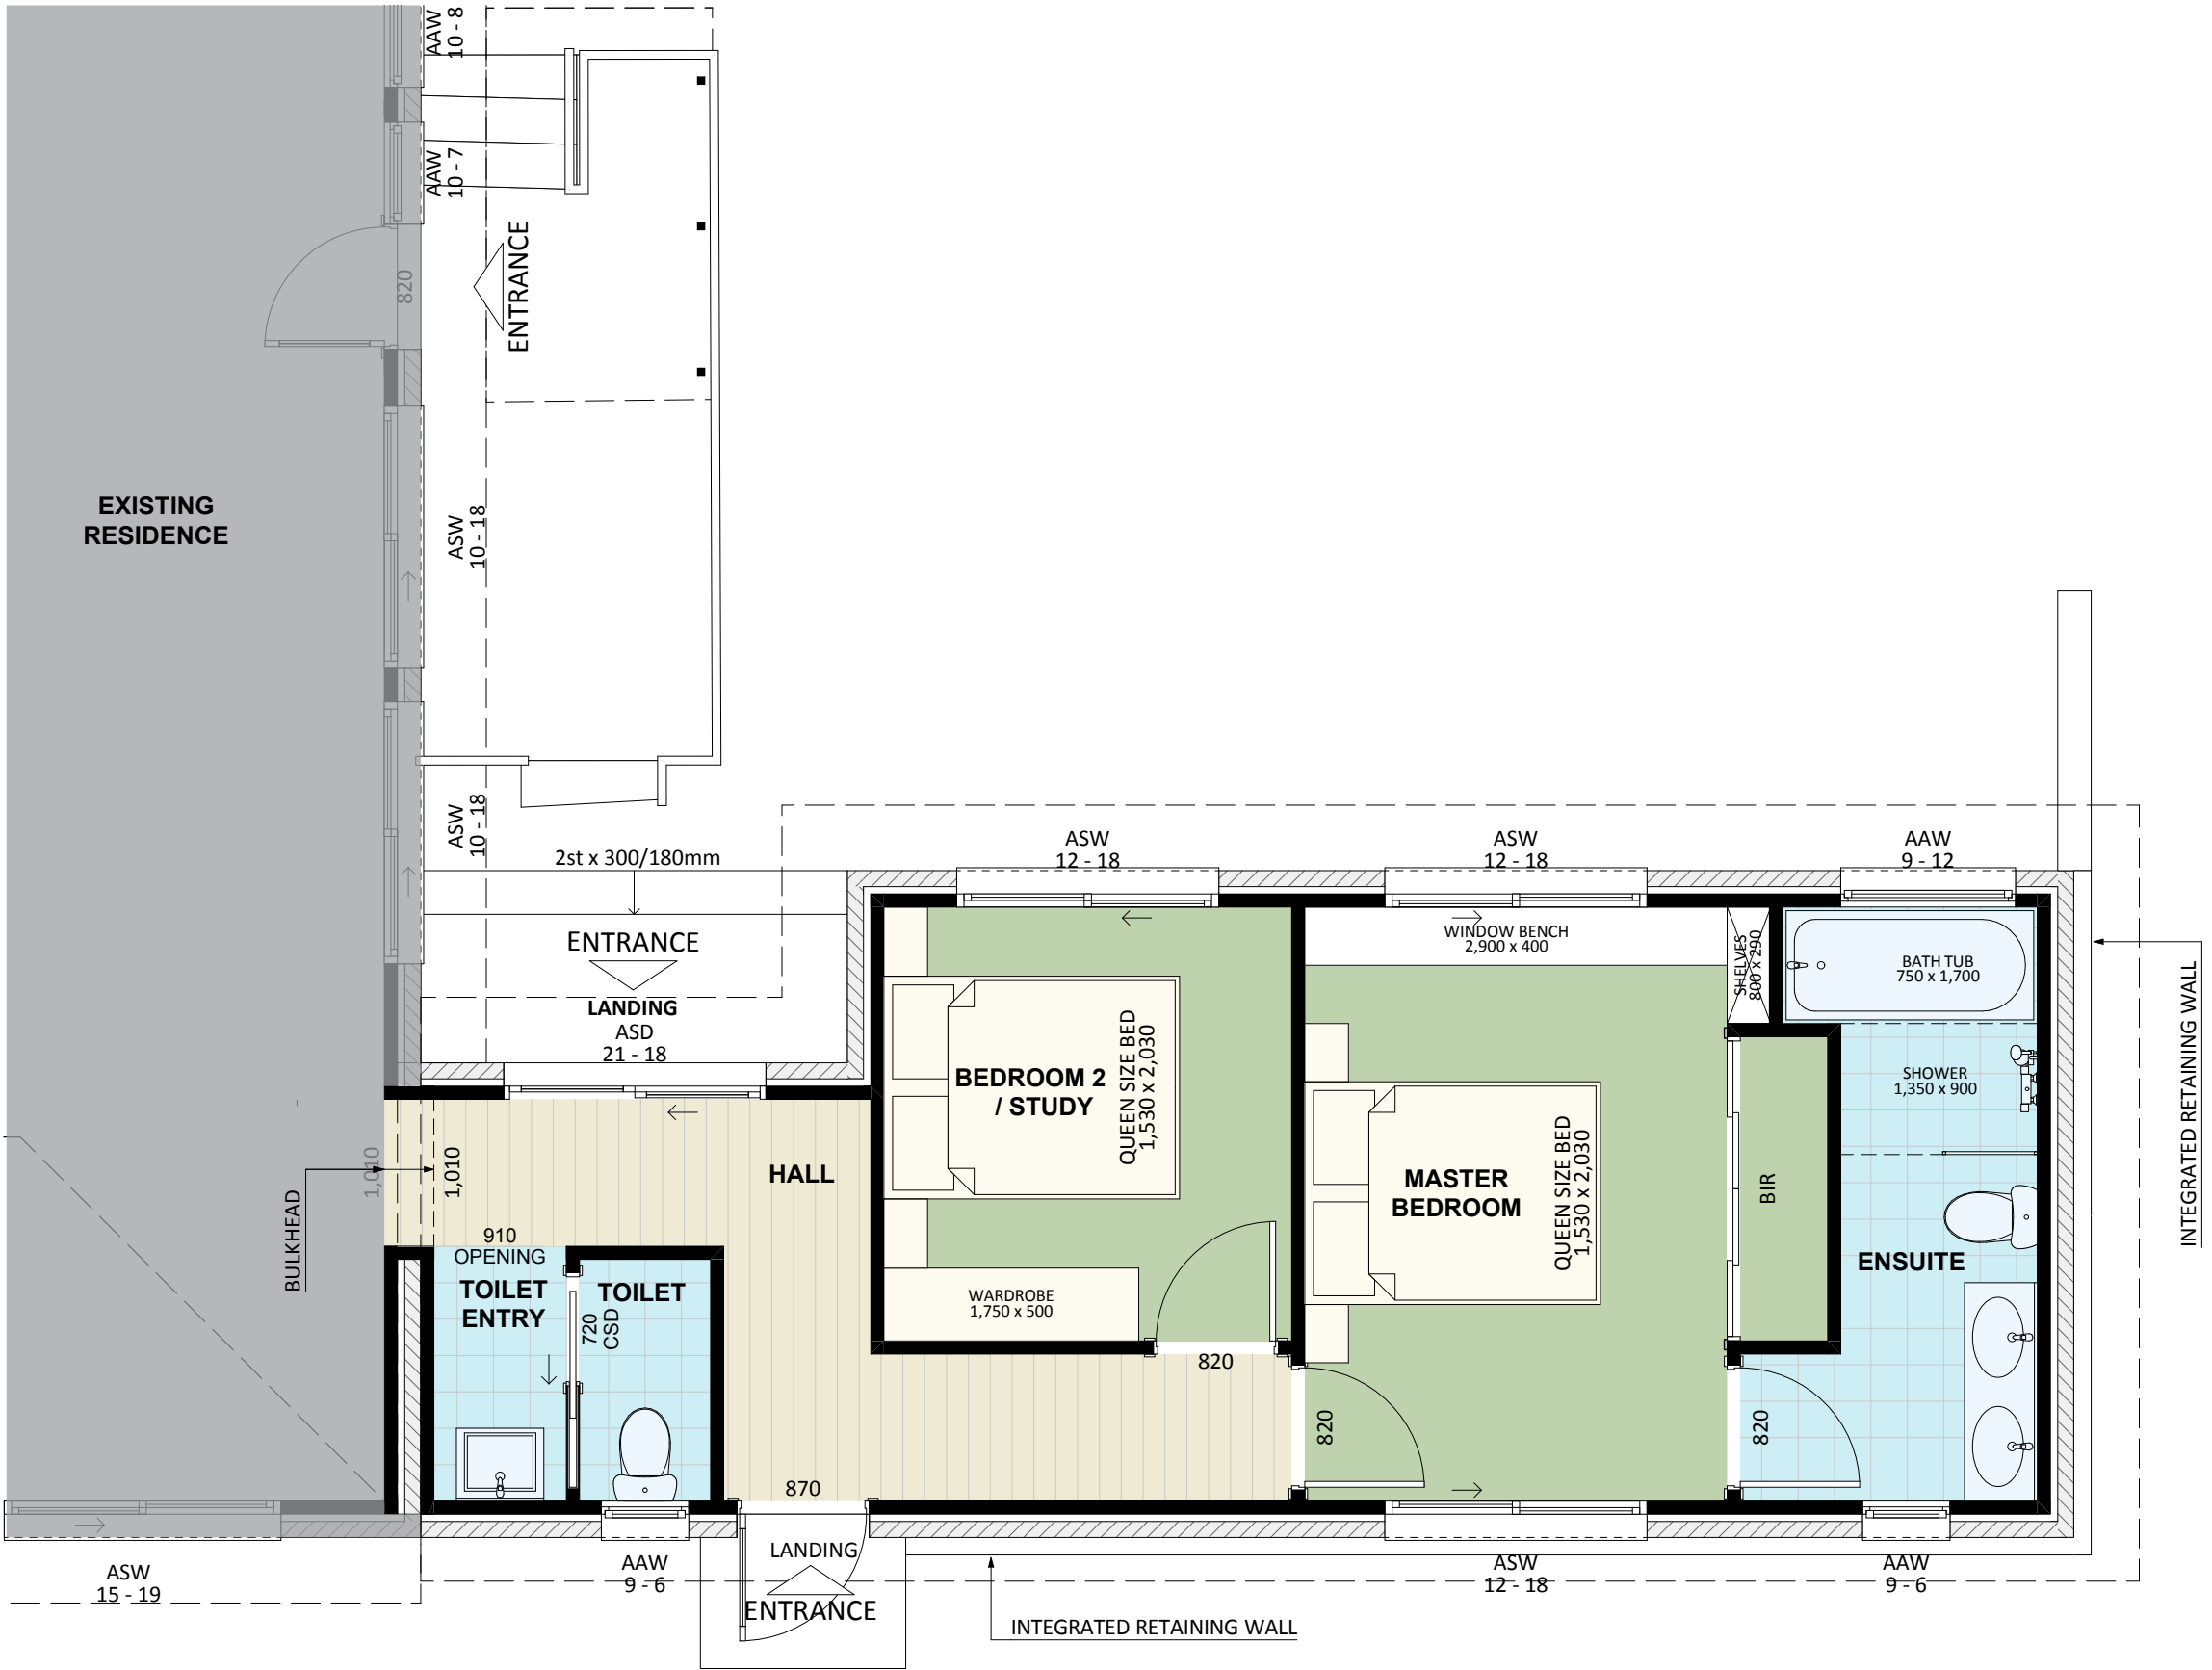 AAW
10 - 8
AAW
10 - 7
820
ENTRANCE
EXISTING
RESIDENCE
ASW
10 - 18
ASW
10 - 18
2st x 300/180mm
ENTRANCE
LANDING
ASD
21 - 18
ASW
12 - 18
ASW
12 - 18
AAW
9 - 12
WINDOW BENCH
2,900 x 400
SHELVES
800 x 290
BATH TUB
750 x 1,700
INTEGRATED RETAINING WALL
BEDROOM 2
/ STUDY
QUEEN SIZE BED
1,530 x 2,030
SHOWER
1,350 x 900
HALL
MASTER
BEDROOM
QUEEN SIZE BED
1,530 x 2,030
BIR
1,010
1,010
BULKHEAD
910
OPENING
TOILET
ENTRY
TOILET
720
CSD
WARDROBE
1,750 x 500
ENSUITE
820
820
820
870
LANDING
ENTRANCE
ASW
15 - 19
AAW
9 - 6
ASW
12 - 18
AAW
9 - 6
INTEGRATED RETAINING WALL